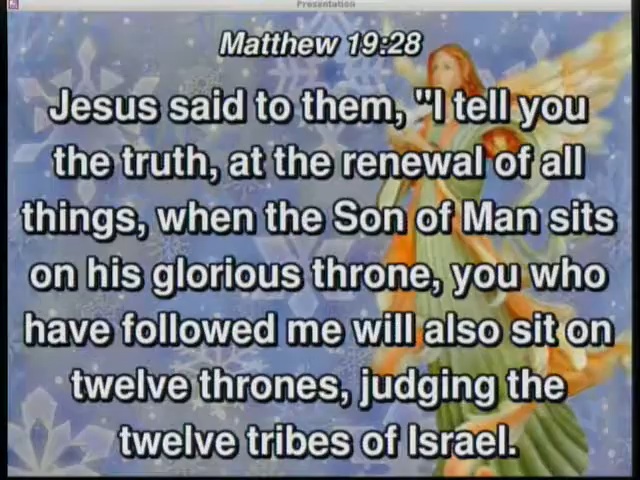 Presentation
Matthew 19:28
Jesus said to them, "I tell you
the truth, at the renewal of all
things, when the Son of Man sits
on his glorious throne, you who
have followed me will also sit on
twelve thrones, judging the
twelve tribes of Israel.